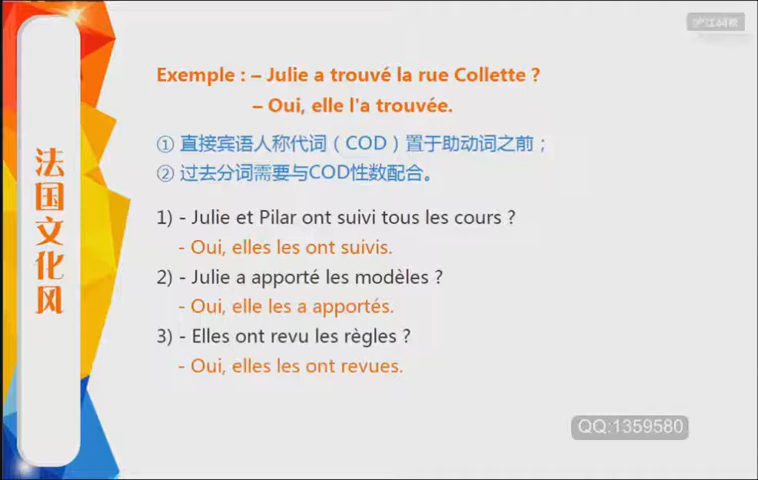 法国文化风
Exemple : – Julie a trouvé la rue Collette ?
– Oui, elle l'a trouvée.
① 直接宾语人称代词（COD）置于助动词之前；
② 过去分词需要与COD性数配合。
1) - Julie et Pilar ont suivi tous les cours ?
- Oui, elles les ont suivis.
2) - Julie a apporté les modèles ?
- Oui, elle les a apportés.
3) - Elles ont revu les règles ?
- Oui, elles les ont revues.
QQ:1359580